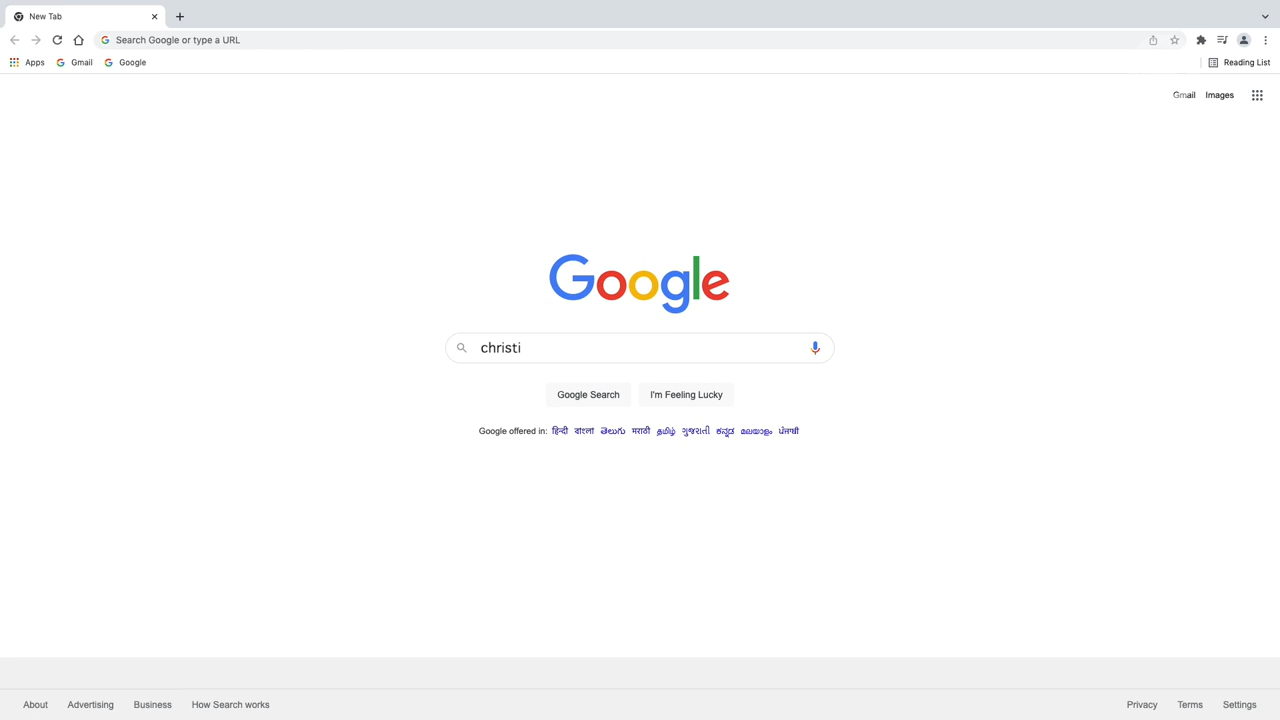 New Tab
Search Google or type a URL
Apps Gmail Google Reading List
Gmail Images
Google
christi
Google Search I'm Feeling Lucky
Google offered in: हिन्दी বাংলা తెలుగు मराठी தமிழ் ગુજરાતી ಕನ್ನಡ മലയാളം ਪੰਜਾਬੀ
About Advertising Business How Search works Privacy Terms Settings